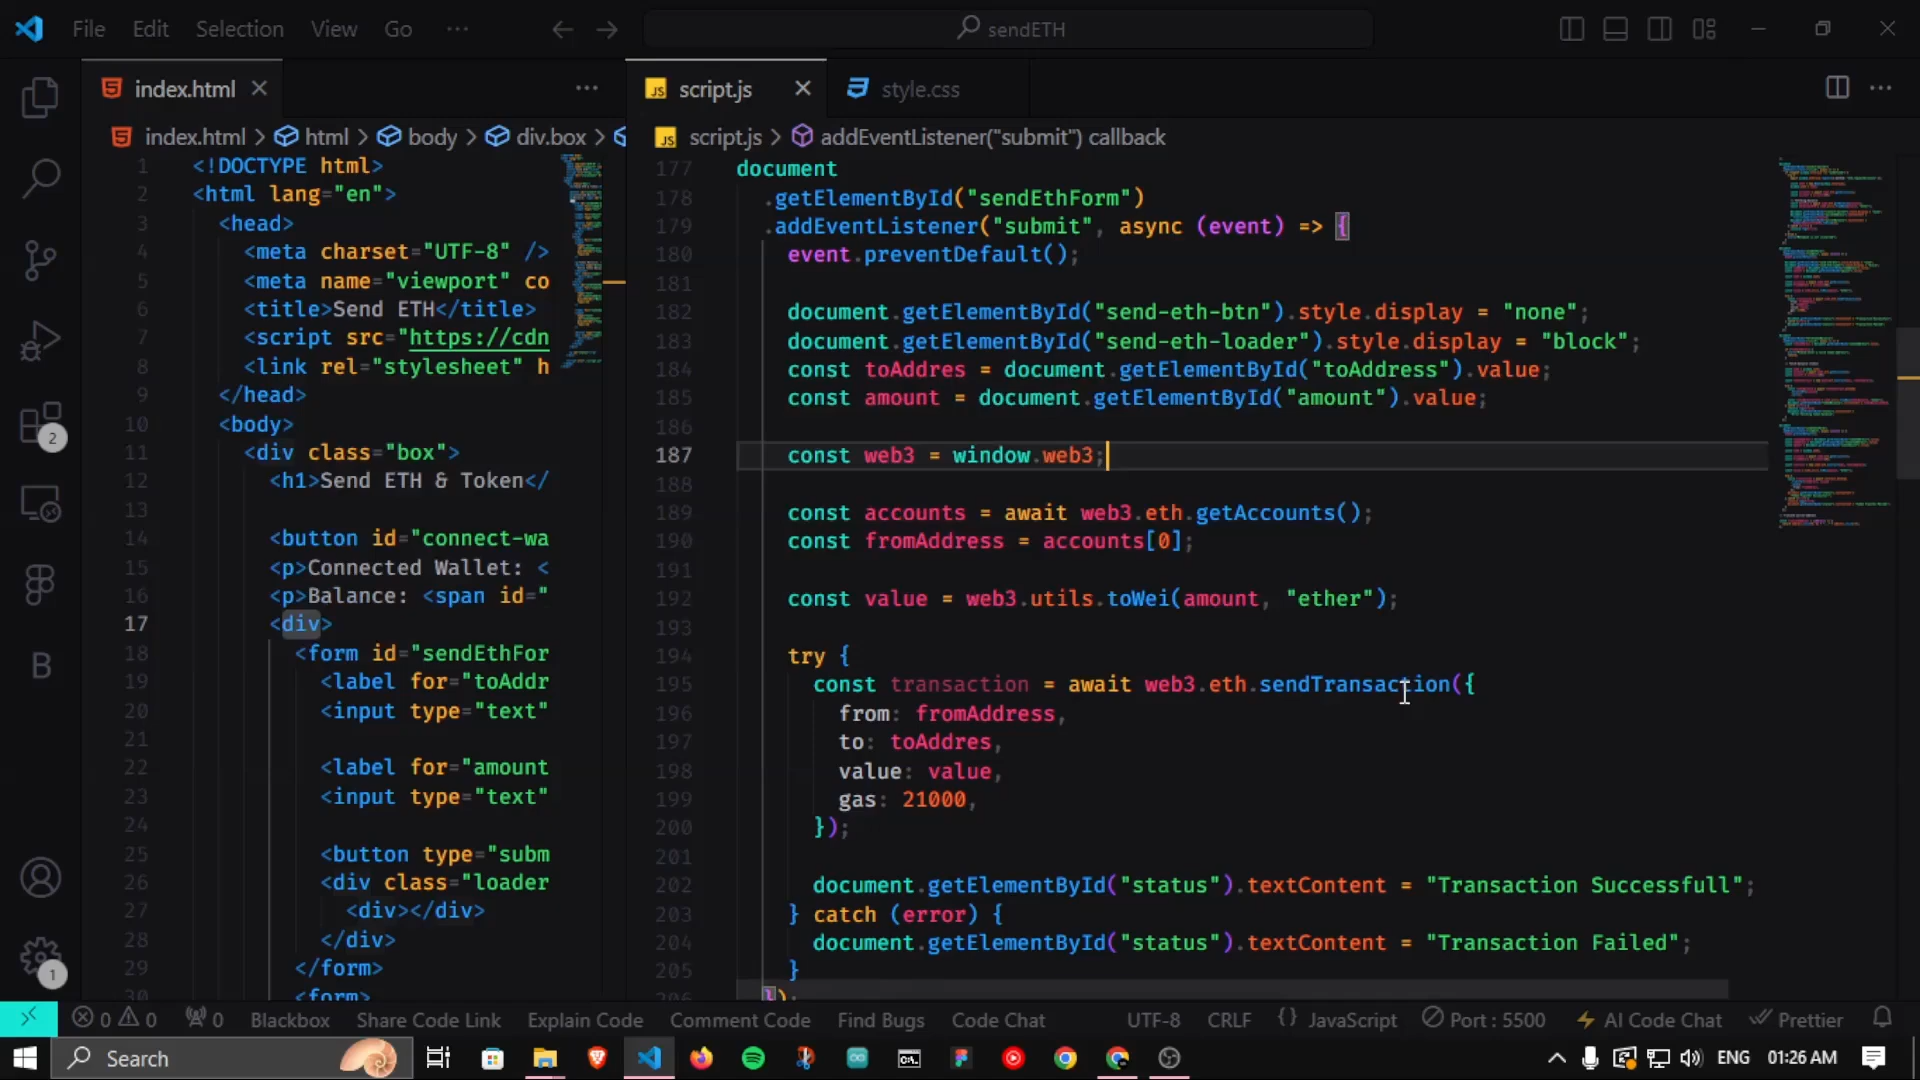 File Edit Selection View Go ··· sendETH
index.html ···
script.js style.css ···
index.html > html > body > div.box >
script.js > addEventListener("submit") callback
1 <!DOCTYPE html>
2 <html lang="en">
3 <head>
4 <meta charset="UTF-8" />
5 <meta name="viewport" co
6 <title>Send ETH</title>
7 <script src="https://cdn
8 <link rel="stylesheet" h
9 </head>
10 <body>
11 <div class="box">
12 <h1>Send ETH & Token</
13
14 <button id="connect-wa
15 <p>Connected Wallet: <
16 <p>Balance: <span id="
17 <div>
18 <form id="sendEthFor
19 <label for="toAddr
20 <input type="text"
21
22 <label for="amount
23 <input type="text"
24
25 <button type="subm
26 <div class="loader
27 <div></div>
28 </div>
29 </form>
30 <form>
177 document
178 .getElementById("sendEthForm")
179 .addEventListener("submit", async (event) => {
180 event.preventDefault();
181
182 document.getElementById("send-eth-btn").style.display = "none";
183 document.getElementById("send-eth-loader").style.display = "block";
184 const toAddres = document.getElementById("toAddress").value;
185 const amount = document.getElementById("amount").value;
186
187 const web3 = window.web3;
188
189 const accounts = await web3.eth.getAccounts();
190 const fromAddress = accounts[0];
191
192 const value = web3.utils.toWei(amount, "ether");
193
194 try {
195 const transaction = await web3.eth.sendTransaction({
196 from: fromAddress,
197 to: toAddres,
198 value: value,
199 gas: 21000,
200 });
201
202 document.getElementById("status").textContent = "Transaction Successfull";
203 } catch (error) {
204 document.getElementById("status").textContent = "Transaction Failed";
205 }
206 });
2
B
1
0 0 0 Blackbox Share Code Link Explain Code Comment Code Find Bugs Code Chat UTF-8 CRLF {} JavaScript Port : 5500 AI Code Chat Prettier
Search ENG 01:26 AM